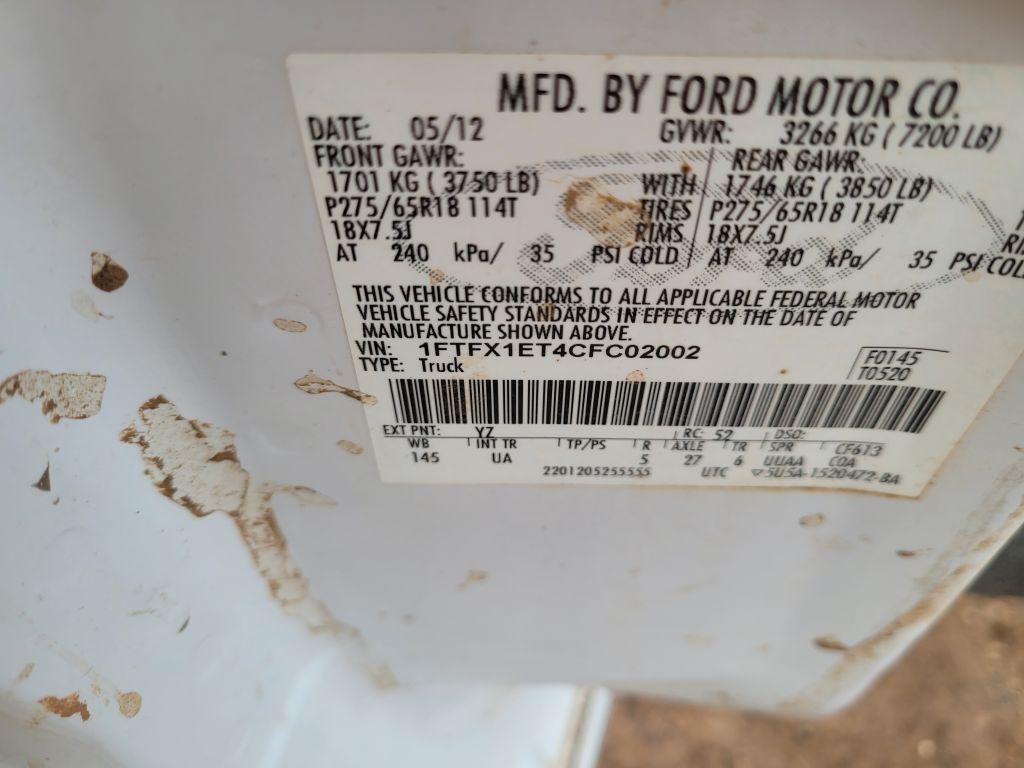 MFD. BY FORD MOTOR CO.
DATE: 05/12 GVWR: 3266 KG ( 7200 LB)
FRONT GAWR: REAR GAWR:
1701 KG ( 3750 LB) WITH 1746 KG ( 3850 LB)
P275/65R18 114T TIRES P275/65R18 114T
18X7.5J RIMS 18X7.5J
AT 240 kPa/ 35 PSI COLD AT 240 kPa/ 35 PSI COL
THIS VEHICLE CONFORMS TO ALL APPLICABLE FEDERAL MOTOR
VEHICLE SAFETY STANDARDS IN EFFECT ON THE DATE OF
MANUFACTURE SHOWN ABOVE.
VIN: 1FTFX1ET4CFC02002 F0145
TYPE: Truck T0520
EXT PNT: YZ RC: 52 DSO:
WB INT TR TP/PS R AXLE TR SPR CF613
145 UA 5 27 6 UUAA COA
2201205255555 UTC 5U5A-1520472-BA